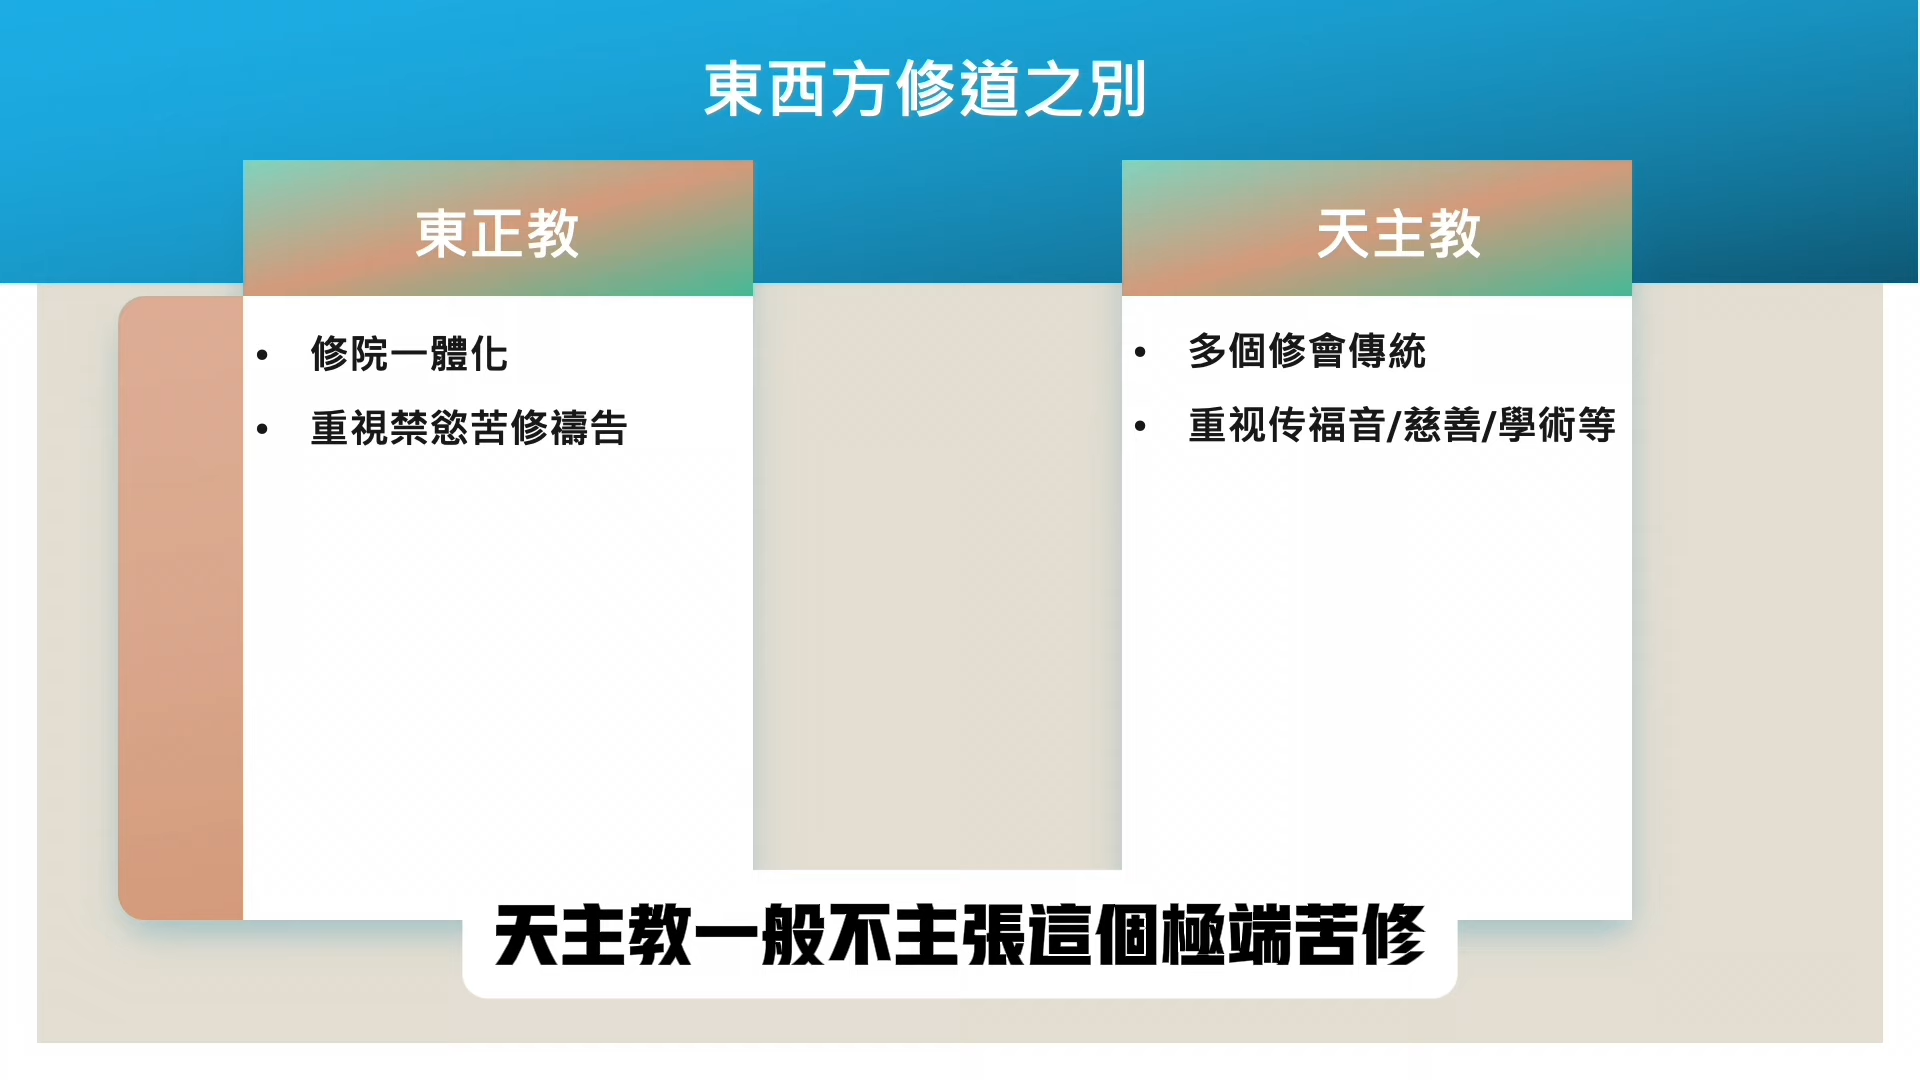 東西方修道之別
東正教
• 修院一體化
• 重視禁慾苦修禱告
天主教
• 多個修會傳統
• 重视传福音/慈善/學術等
天主教一般不主張這個極端苦修